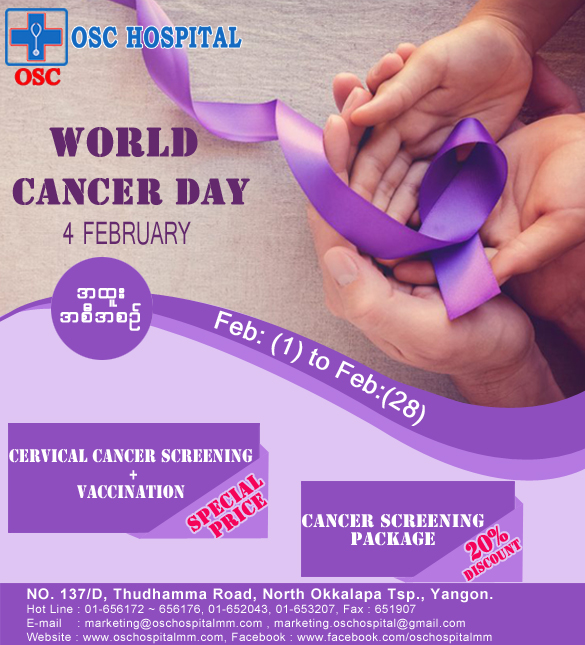 OSC HOSPITAL
OSC
WORLD
CANCER DAY
4 FEBRUARY
အထူး
အစီအစဉ်
Feb: (1) to Feb:(28)
CERVICAL CANCER SCREENING
+
VACCINATION
SPECIAL
PRICE
CANCER SCREENING
PACKAGE
20%
DISCOUNT
NO. 137/D, Thudhamma Road, North Okkalapa Tsp., Yangon.
Hot Line : 01-656172 ~ 656176, 01-652043, 01-653207, Fax : 651907
E-mail : marketing@oschospitalmm.com , marketing.oschospital@gmail.com
Website : www.oschospitalmm.com, Facebook : www.facebook.com/oschospitalmm